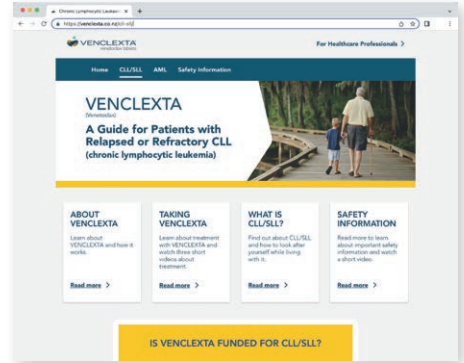 Chronic Lymphocytic Leukaem
https://venclexta.co.nz/cll-sll/
VENCLEXTA
venetoclax tablets
For Healthcare Professionals >
Home CLL/SLL AML Safety Information
VENCLEXTA
(Venetoclax)
A Guide for Patients with
Relapsed or Refractory CLL
(chronic lymphocytic leukemia)
ABOUT
VENCLEXTA
Learn about
VENCLEXTA and how it
works.
Read more >
TAKING
VENCLEXTA
Learn about treatment
with VENCLEXTA and
watch three short
videos about
treatment.
Read more >
WHAT IS
CLL/SLL?
Find out about CLL/SLL
and how to look after
yourself while living
with it.
Read more >
SAFETY
INFORMATION
Read more to learn
about important safety
information and watch
a short video.
Read more >
IS VENCLEXTA FUNDED FOR CLL/SLL?